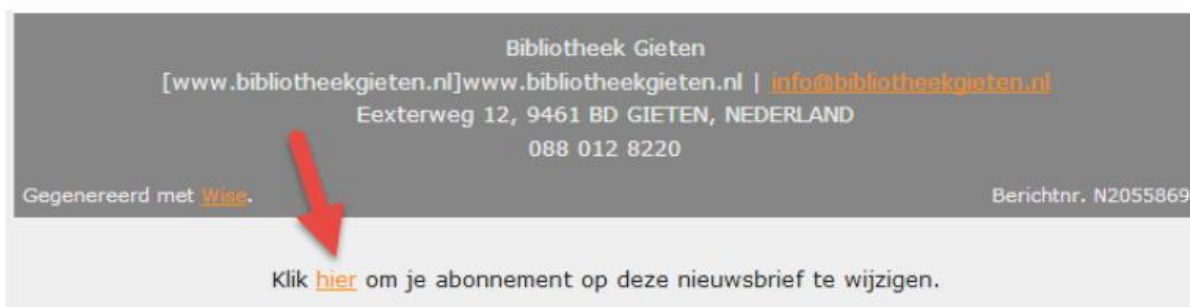 Bibliotheek Gieten
[www.bibliotheekgieten.nl]www.bibliotheekgieten.nl | info@bibliotheekgieten.nl
Eexterweg 12, 9461 BD GIETEN, NEDERLAND
088 012 8220
Gegenereerd met Wise. Berichtnr. N2055869
Klik hier om je abonnement op deze nieuwsbrief te wijzigen.